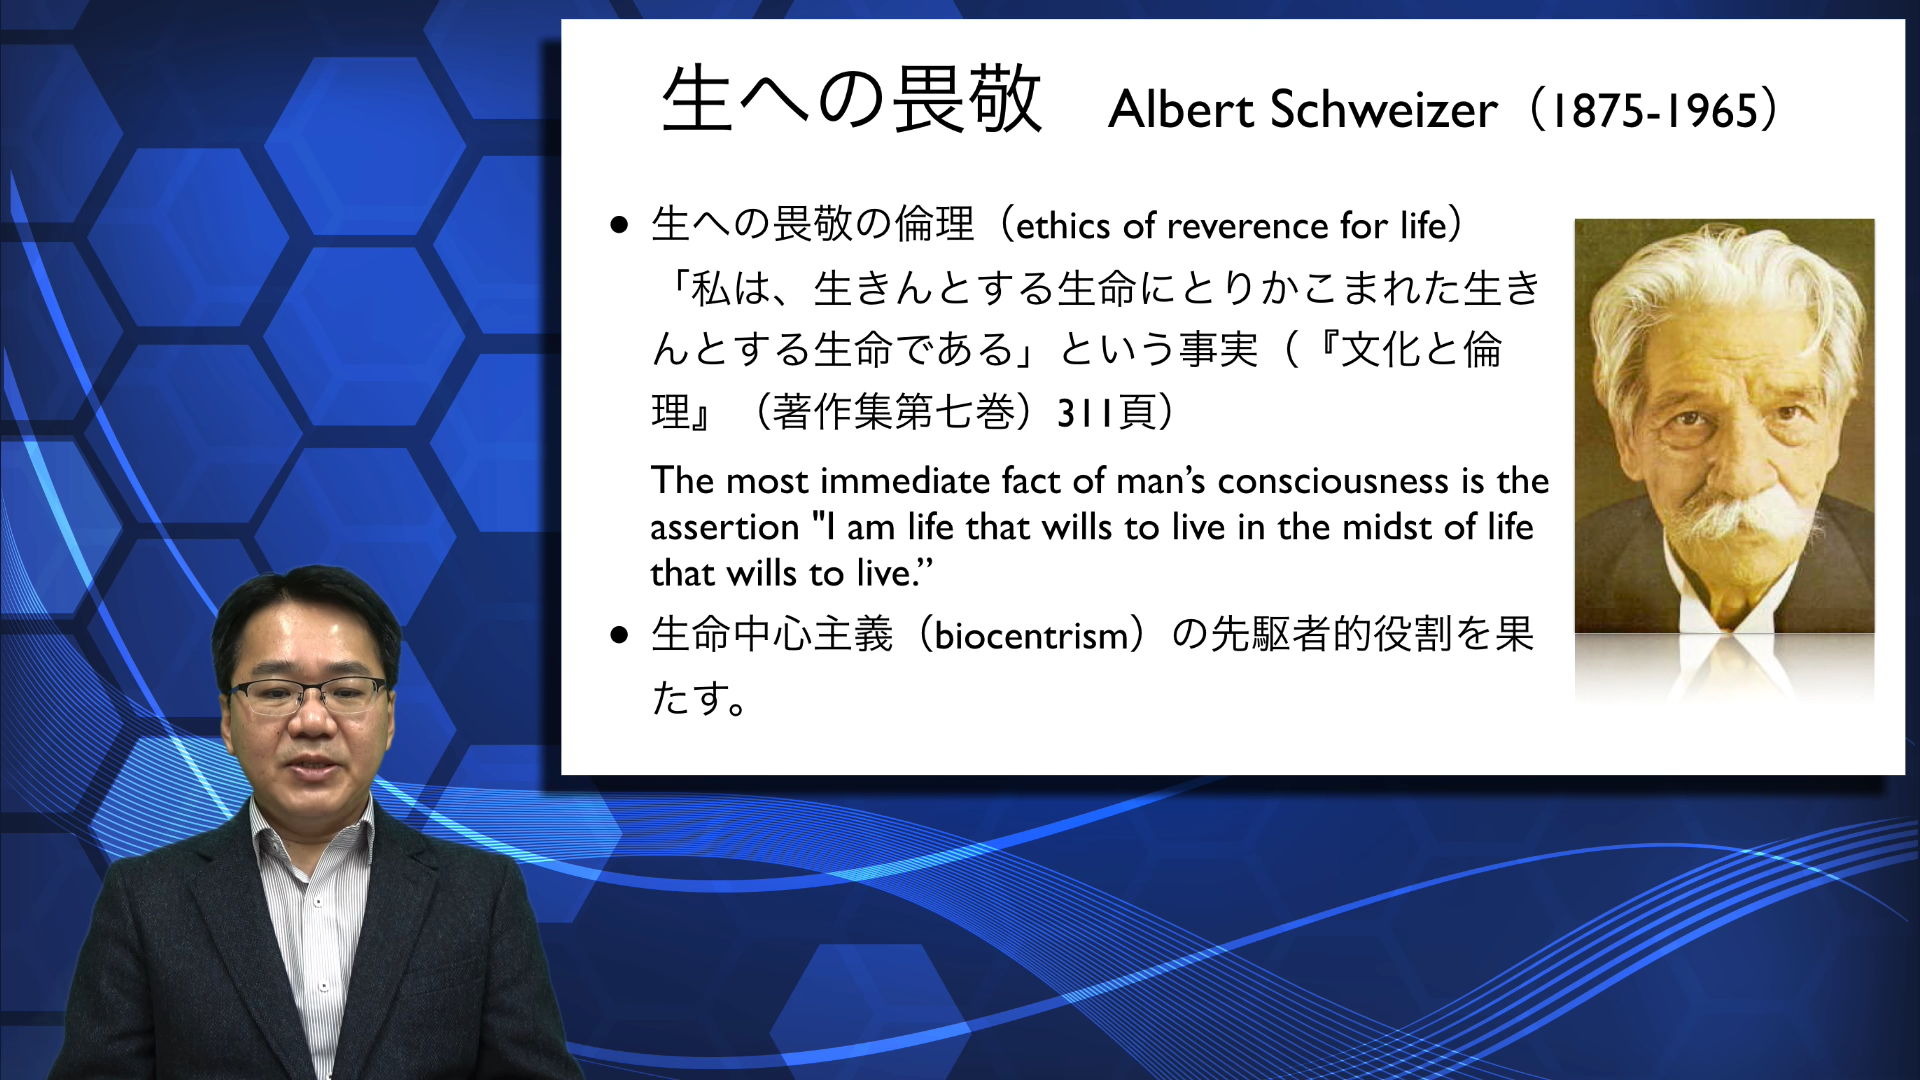 生への畏敬 Albert Schweizer（1875-1965）
● 生への畏敬の倫理（ethics of reverence for life）
「私は、生きんとする生命にとりかこまれた生き
んとする生命である」という事実（『文化と倫
理』（著作集第七巻）311頁）
The most immediate fact of man’s consciousness is the
assertion "I am life that wills to live in the midst of life
that wills to live.”
● 生命中心主義（biocentrism）の先駆者的役割を果
たす。